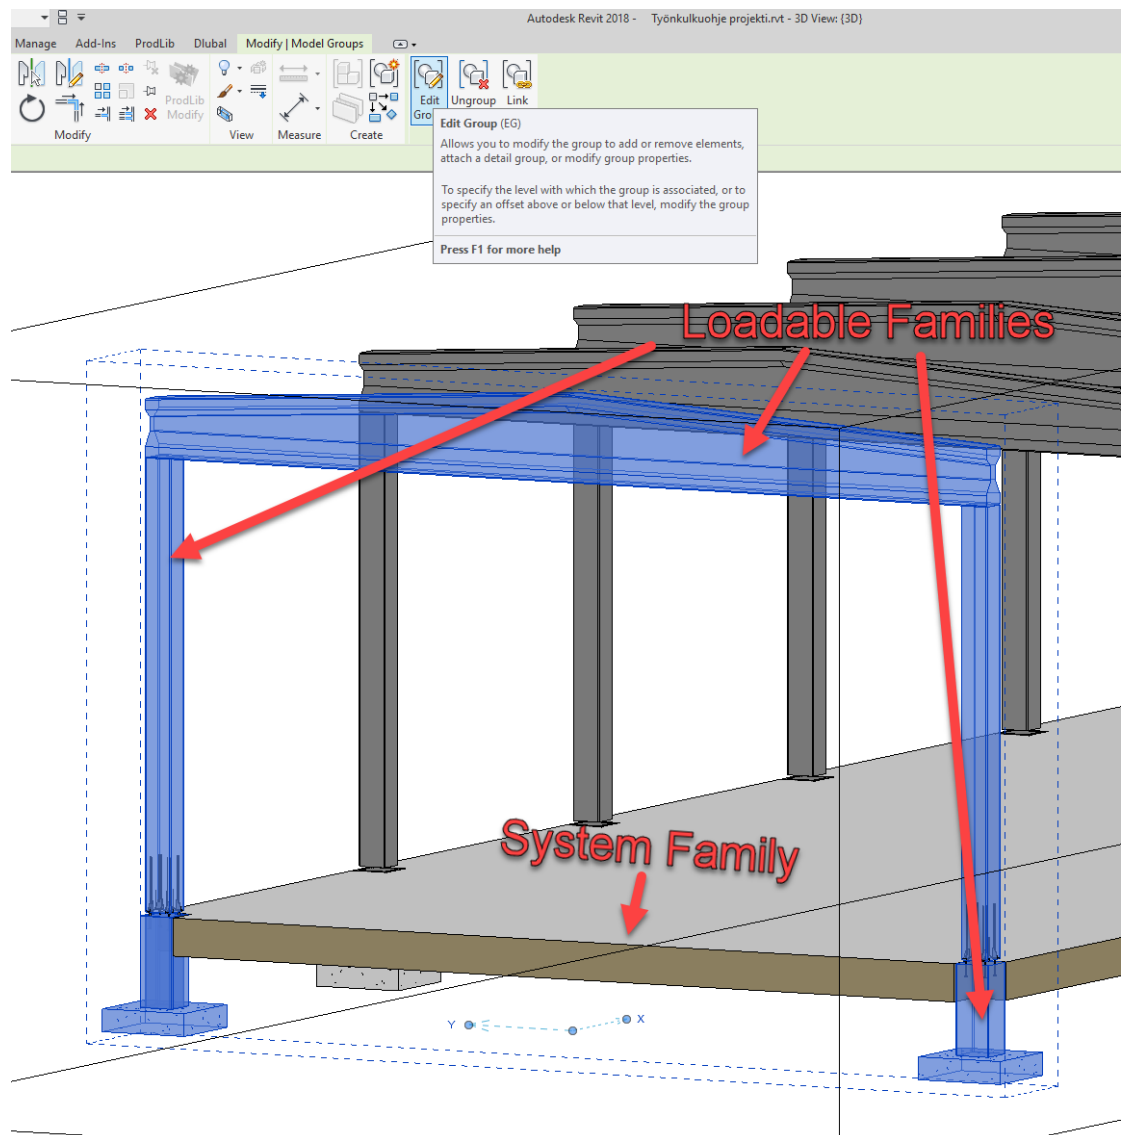 Autodesk Revit 2018 - Työnkulkuohje projekti.rvt - 3D View: {3D}
Manage Add-Ins ProdLib Dlubal Modify | Model Groups
ProdLib
Modify
Edit
Gro
Ungroup Link
Modify View Measure Create
Edit Group (EG)
Allows you to modify the group to add or remove elements,
attach a detail group, or modify group properties.
To specify the level with which the group is associated, or to
specify an offset above or below that level, modify the group
properties.
Press F1 for more help
Loadable Families
System Family
Y X